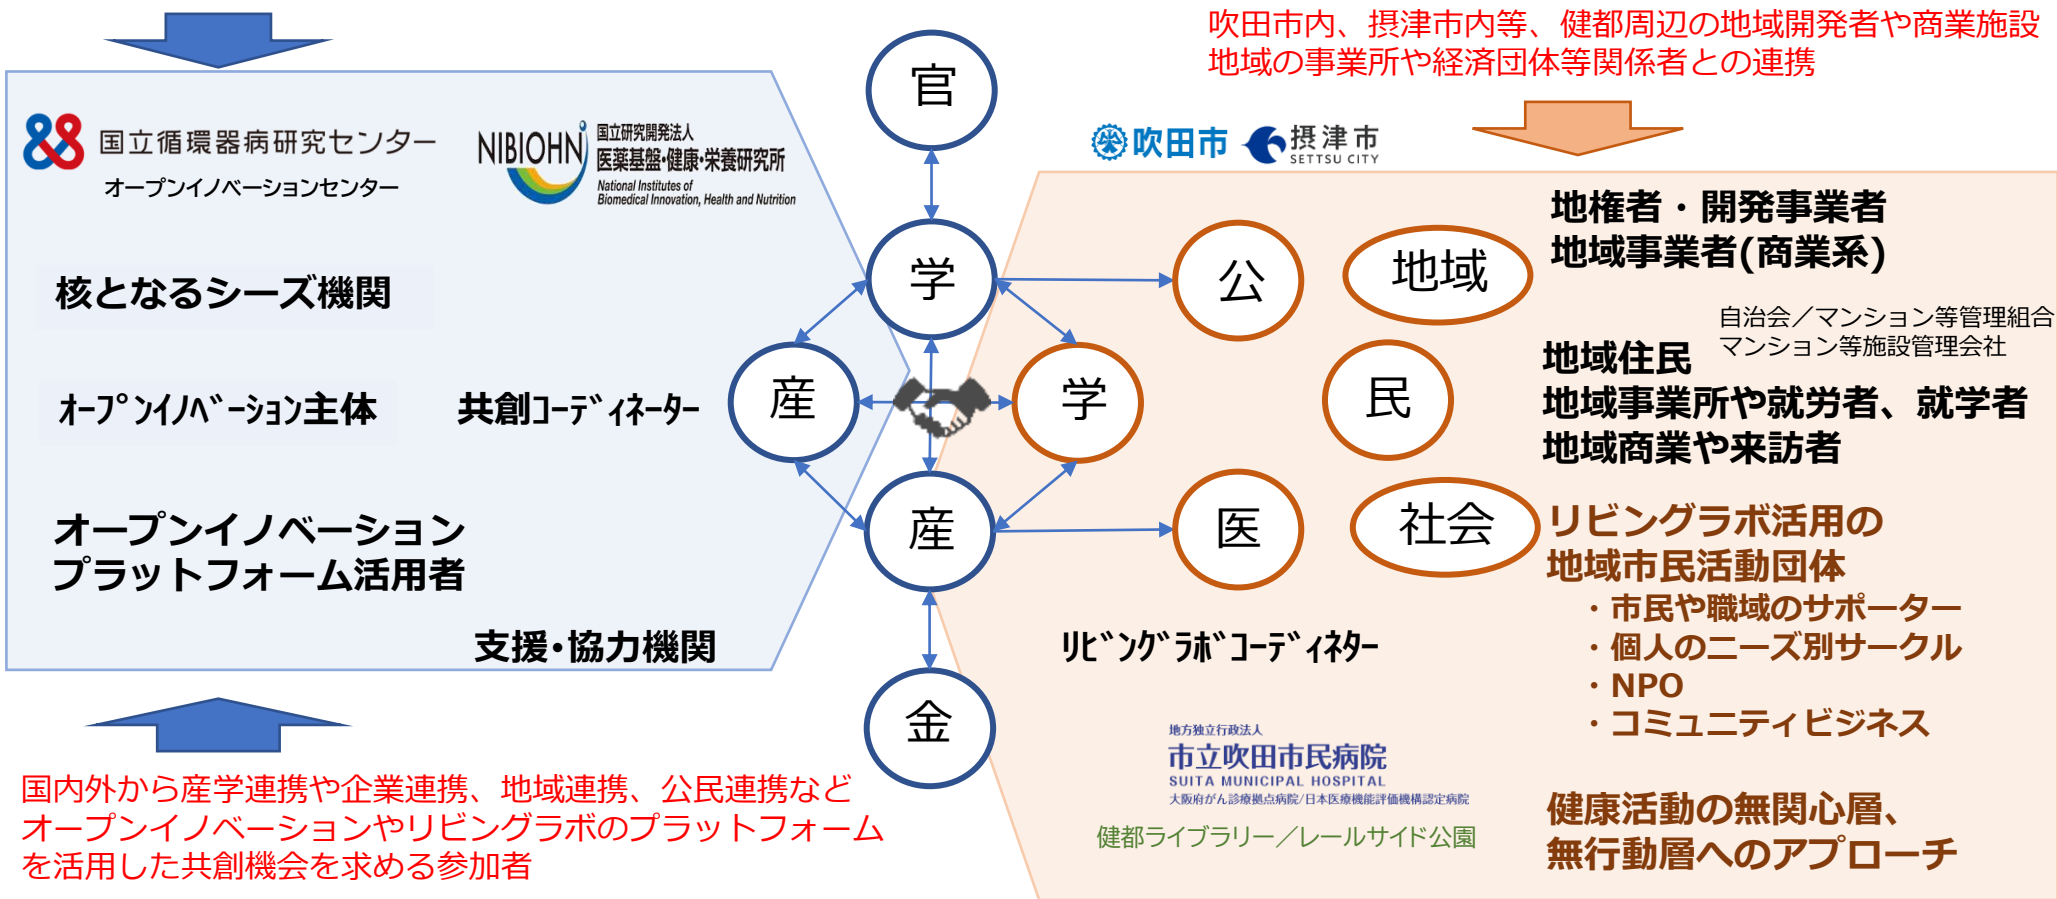 吹田市内、摂津市内等、健都周辺の地域開発者や商業施設
地域の事業所や経済団体等関係者との連携
官
国立循環器病研究センター
オープンイノベーションセンター
NIBIOHN
国立研究開発法人
医薬基盤・健康・栄養研究所
National Institutes of
Biomedical Innovation, Health and Nutrition
吹田市
摂津市
SETTSU CITY
核となるシーズ機関
学
公
地域
地権者・開発事業者
地域事業者(商業系)
自治会／マンション等管理組合
マンション等施設管理会社
ｵｰﾌﾟﾝｲﾉﾍﾞｰｼｮﾝ主体
共創ｺｰﾃﾞｨﾈｰﾀｰ
産
学
民
地域住民
地域事業所や就労者、就学者
地域商業や来訪者
オープンイノベーション
プラットフォーム活用者
産
医
社会
リビングラボ活用の
地域市民活動団体
・市民や職域のサポーター
・個人のニーズ別サークル
・NPO
・コミュニティビジネス
支援・協力機関
ﾘﾋﾞﾝｸﾞﾗﾎﾞｺｰﾃﾞｨﾈﾀｰ
金
地方独立行政法人
市立吹田市民病院
SUITA MUNICIPAL HOSPITAL
大阪府がん診療拠点病院/日本医療機能評価機構認定病院
健都ライブラリー／レールサイド公園
健康活動の無関心層、
無行動層へのアプローチ
国内外から産学連携や企業連携、地域連携、公民連携など
オープンイノベーションやリビングラボのプラットフォーム
を活用した共創機会を求める参加者